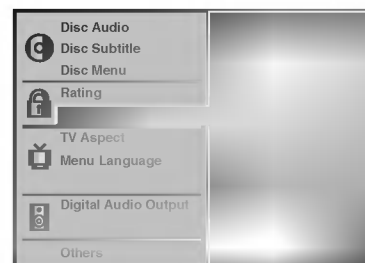 Disc Audio
Disc Subtitle
Disc Menu
Rating
TV Aspect
Menu Language
Digital Audio Output
Others